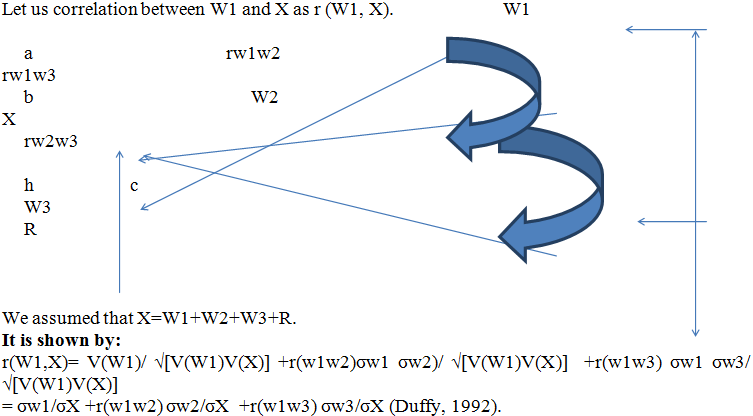 Let us correlation between W1 and X as r (W1, X). W1
a rw1w2
rw1w3
b W2
X
rw2w3
h c
W3
R
We assumed that X=W1+W2+W3+R.
It is shown by:
r(W1,X)= V(W1)/ √[V(W1)V(X)] +r(w1w2)σw1 σw2)/ √[V(W1)V(X)] +r(w1w3) σw1 σw3/
√[V(W1)V(X)]
= σw1/σX +r(w1w2) σw2/σX +r(w1w3) σw3/σX (Duffy, 1992).